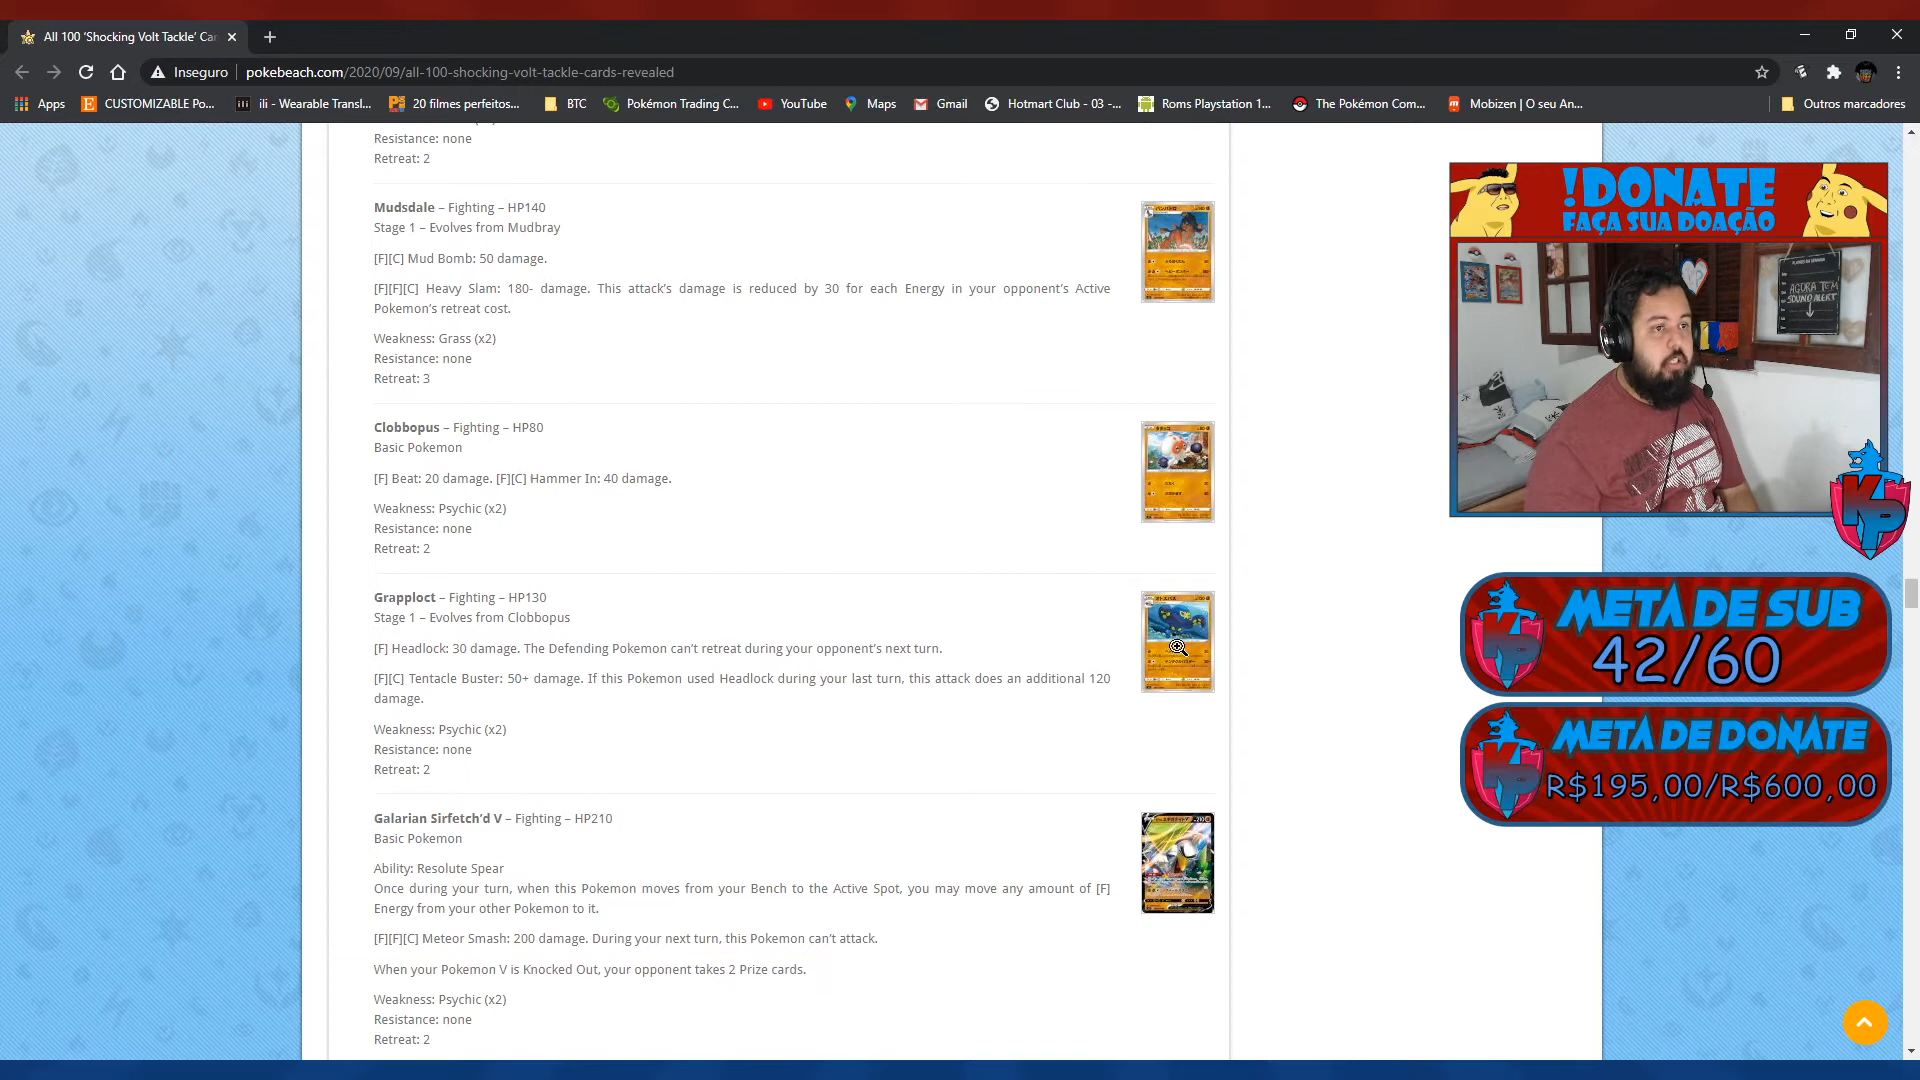 All 100 'Shocking Volt Tackle' Car
Inseguro
pokebeach.com/2020/09/all-100-shocking-volt-tackle-cards-revealed
Apps
CUSTOMIZABLE Po...
ili - Wearable Transl...
20 filmes perfeitos...
BTC
Pokémon Trading C...
YouTube
Maps
Gmail
Hotmart Club - 03 -...
Roms Playstation 1...
The Pokémon Com...
Mobizen | O seu An...
Outros marcadores
Resistance: none
Retreat: 2
Mudsdale – Fighting – HP140
Stage 1 – Evolves from Mudbray
[F][C] Mud Bomb: 50 damage.
[F][F][C] Heavy Slam: 180- damage. This attack's damage is reduced by 30 for each Energy in your opponent's Active
Pokemon's retreat cost.
Weakness: Grass (x2)
Resistance: none
Retreat: 3
Clobbopus – Fighting – HP80
Basic Pokemon
[F] Beat: 20 damage. [F][C] Hammer In: 40 damage.
Weakness: Psychic (x2)
Resistance: none
Retreat: 2
Grapploct – Fighting – HP130
Stage 1 – Evolves from Clobbopus
[F] Headlock: 30 damage. The Defending Pokemon can't retreat during your opponent's next turn.
[F][C] Tentacle Buster: 50+ damage. If this Pokemon used Headlock during your last turn, this attack does an additional 120
damage.
Weakness: Psychic (x2)
Resistance: none
Retreat: 2
Galarian Sirfetch'd V – Fighting – HP210
Basic Pokemon
Ability: Resolute Spear
Once during your turn, when this Pokemon moves from your Bench to the Active Spot, you may move any amount of [F]
Energy from your other Pokemon to it.
[F][F][C] Meteor Smash: 200 damage. During your next turn, this Pokemon can't attack.
When your Pokemon V is Knocked Out, your opponent takes 2 Prize cards.
Weakness: Psychic (x2)
Resistance: none
Retreat: 2
!DONATE
FAÇA SUA DOAÇÃO
AGORA TEM
SOUND ALERT
KP
META DE SUB
42/60
META DE DONATE
R$195,00/R$600,00